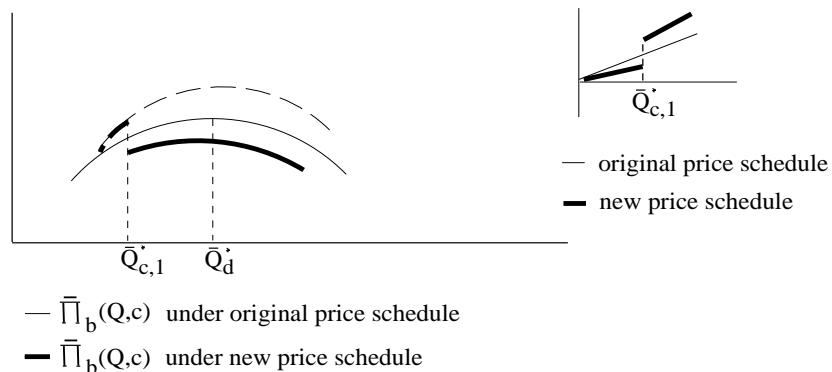 Q̄*c,1
original price schedule
new price schedule
Q̄*c,1 Q̄*d
Π̄b(Q,c) under original price schedule
Π̄b(Q,c) under new price schedule